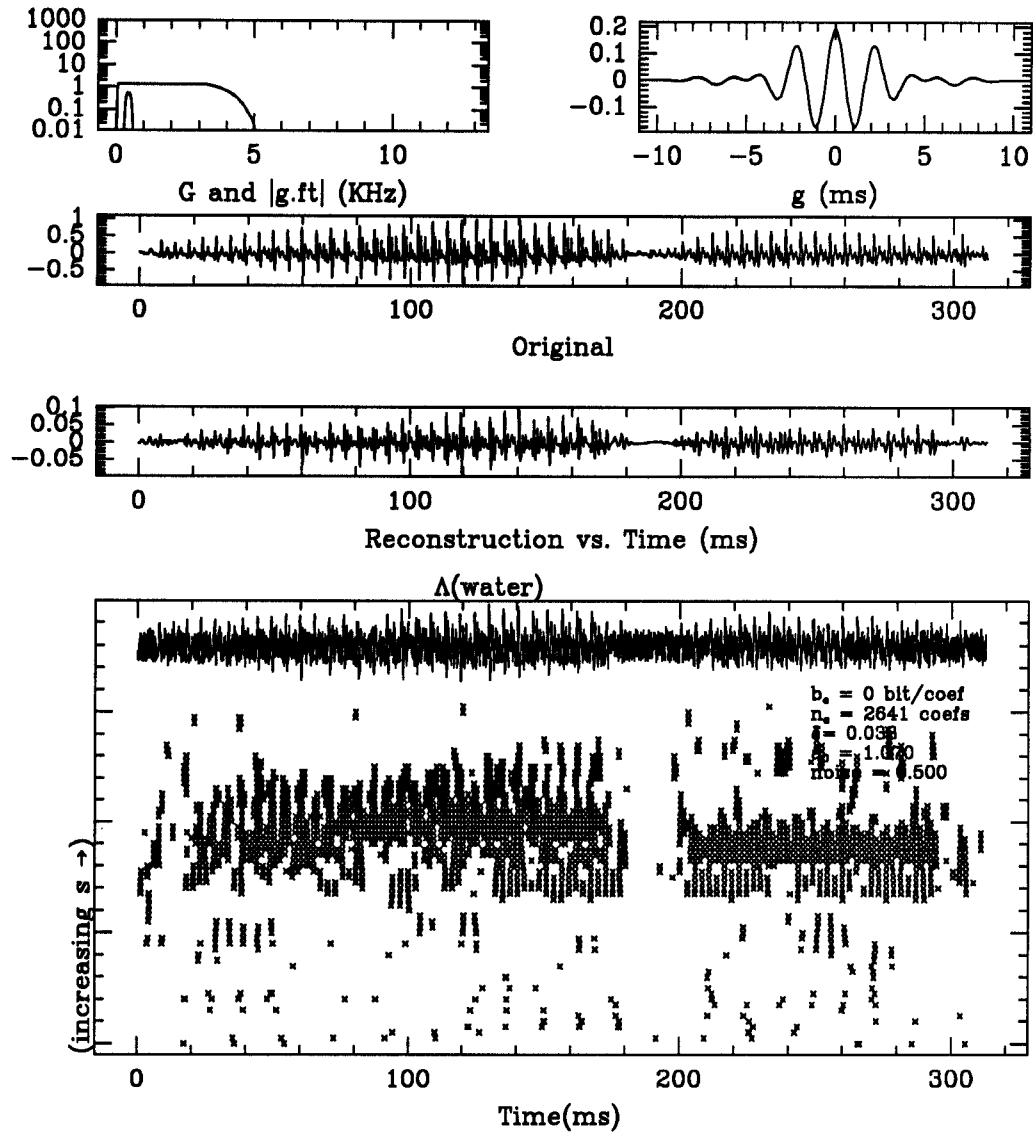 1000
100
10
1
0.1
0.01
0 5 10
G and |g.ft| (KHz)
0.2
0.1
0
−0.1
−10 −5 0 5 10
g (ms)
1
0.5
0
−0.5
0 100 200 300
Original
0.1
0.05
0
−0.05
0 100 200 300
Reconstruction vs. Time (ms)
Λ(water)
= 0 bit/coef
= 2641 coefs
= 0.500
(increasing s →)
0 100 200 300
Time(ms)